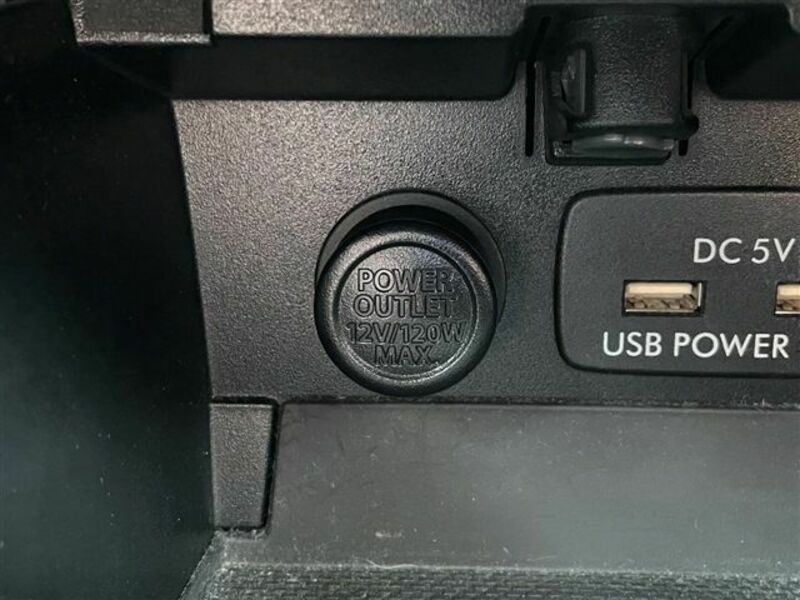 POWER
OUTLET
12V/120W
MAX.
DC 5V
USB POWER